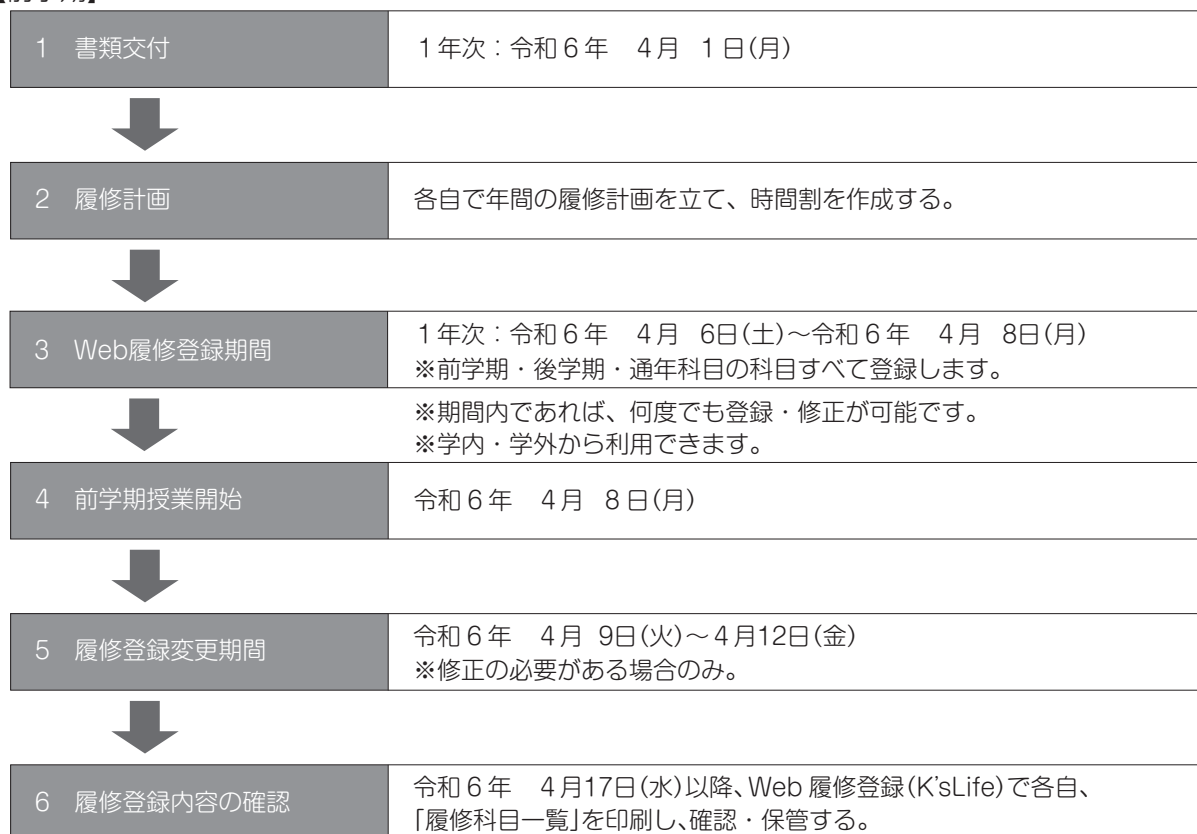 1　書類交付
１年次：令和６年　４月　１日(月)
2　履修計画
各自で年間の履修計画を立て、時間割を作成する。
3　Web履修登録期間
１年次：令和６年　４月　６日(土)～令和６年　４月　８日(月)
※前学期・後学期・通年科目の科目すべて登録します。
※期間内であれば、何度でも登録・修正が可能です。
※学内・学外から利用できます。
4　前学期授業開始
令和６年　４月　８日(月)
5　履修登録変更期間
令和６年　４月 9日(火)～４月12日(金)
※修正の必要がある場合のみ。
6　履修登録内容の確認
令和６年　４月17日(水)以降、Web 履修登録(K'sLife)で各自、
「履修科目一覧」を印刷し、確認・保管する。